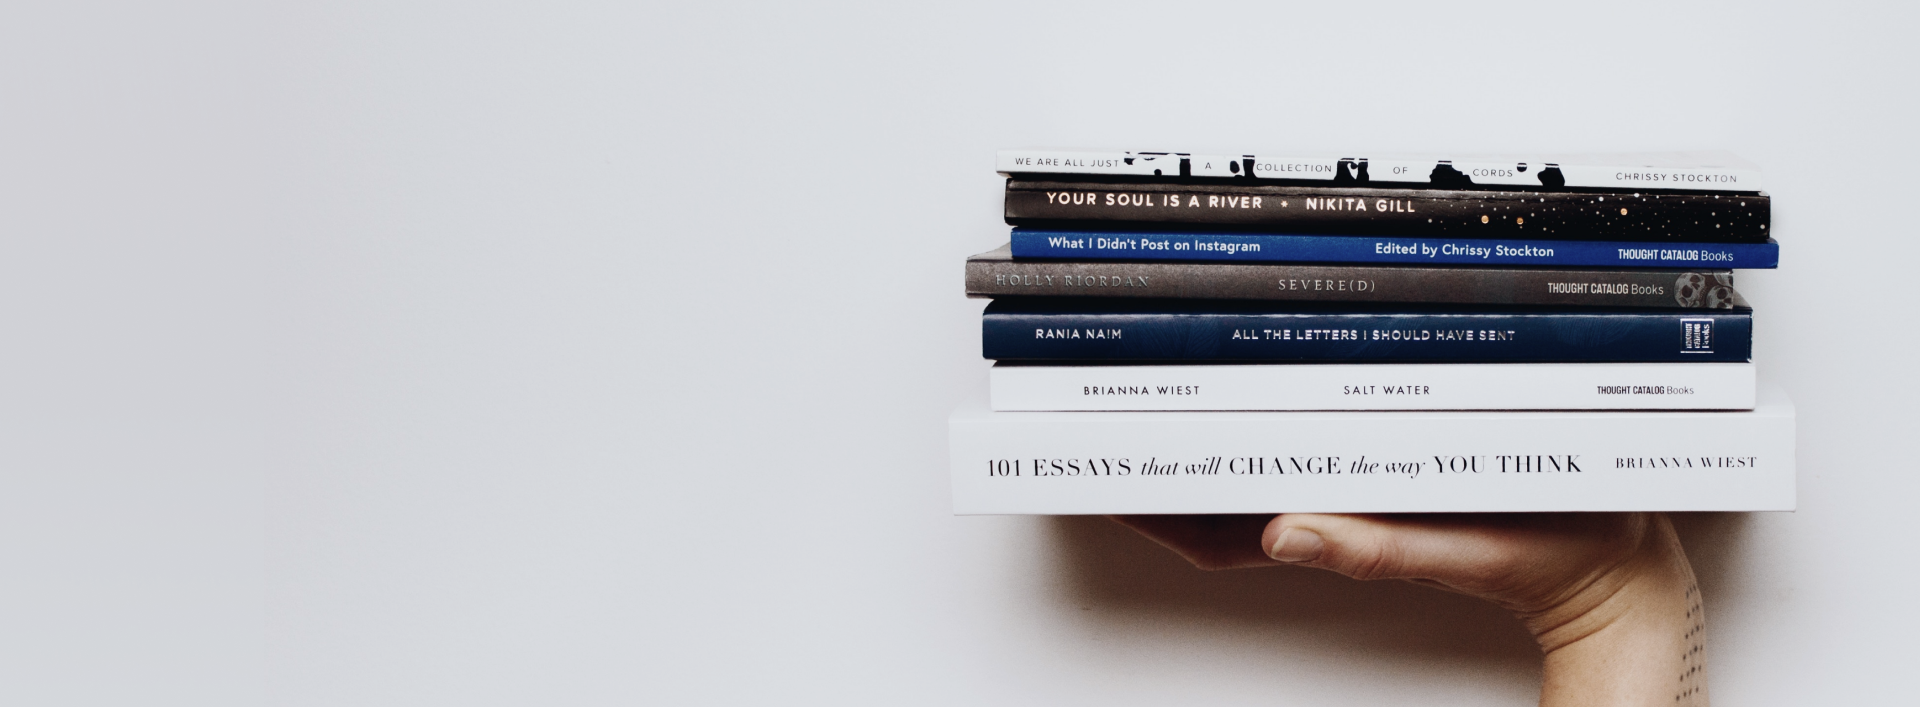 WE ARE ALL JUST A COLLECTION OF CORDS CHRISSY STOCKTON
YOUR SOUL IS A RIVER * NIKITA GILL
What I Didn't Post on Instagram Edited by Chrissy Stockton THOUGHT CATALOG Books
HOLLY RIORDAN SEVERE(D) THOUGHT CATALOG Books
RANIA NAIM ALL THE LETTERS I SHOULD HAVE SENT
BRIANNA WIEST SALT WATER THOUGHT CATALOG Books
101 ESSAYS that will CHANGE the way YOU THINK BRIANNA WIEST